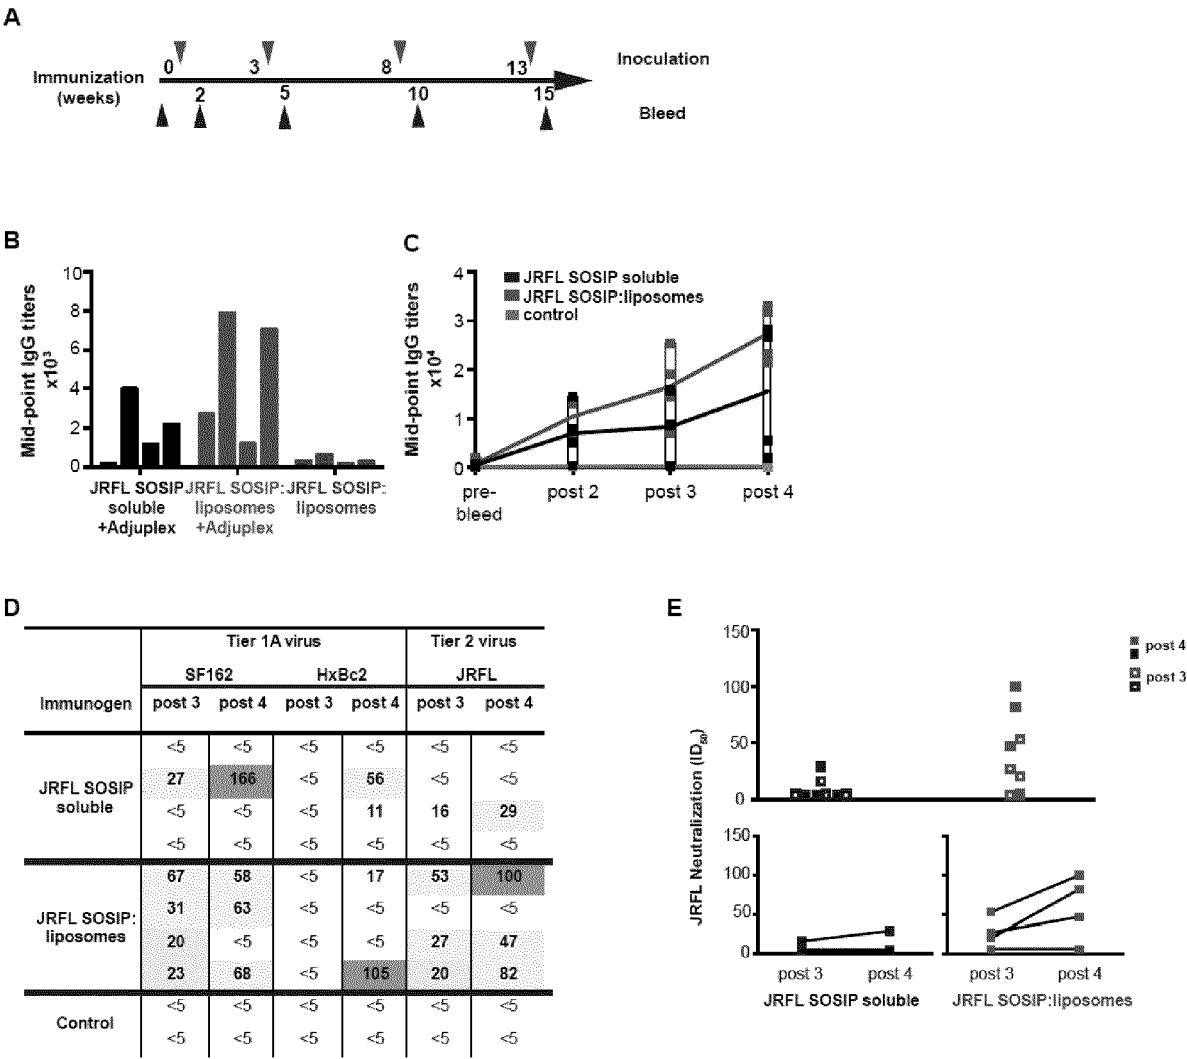 A
0 3 8 13 Inoculation
Immunization
(weeks)
2 5 10 15 Bleed
B
Mid-point IgG titers
x10³
10
8
6
4
2
0
JRFL SOSIP
soluble
+Adjuplex
JRFL SOSIP:
liposomes
+Adjuplex
JRFL SOSIP:
liposomes
C
Mid-point IgG titers
x10⁴
4
3
2
1
0
JRFL SOSIP soluble
JRFL SOSIP:liposomes
control
pre-
bleed
post 2
post 3
post 4
D
Tier 1A virus Tier 2 virus
SF162 HxBc2 JRFL
Immunogen post 3 post 4 post 3 post 4 post 3 post 4
JRFL SOSIP
soluble
<5 <5 <5 <5 <5 <5
27 166 <5 56 <5 <5
<5 <5 <5 11 16 29
<5 <5 <5 <5 <5 <5
JRFL SOSIP:
liposomes
67 58 <5 17 53 100
31 63 <5 <5 <5 <5
20 <5 <5 <5 27 47
23 68 <5 105 20 82
Control
<5 <5 <5 <5 <5 <5
<5 <5 <5 <5 <5 <5
E
JRFL Neutralization (ID₅₀)
150
100
50
0
post 4
post 3
150
100
50
0
post 3 post 4
JRFL SOSIP soluble
post 3 post 4
JRFL SOSIP:liposomes